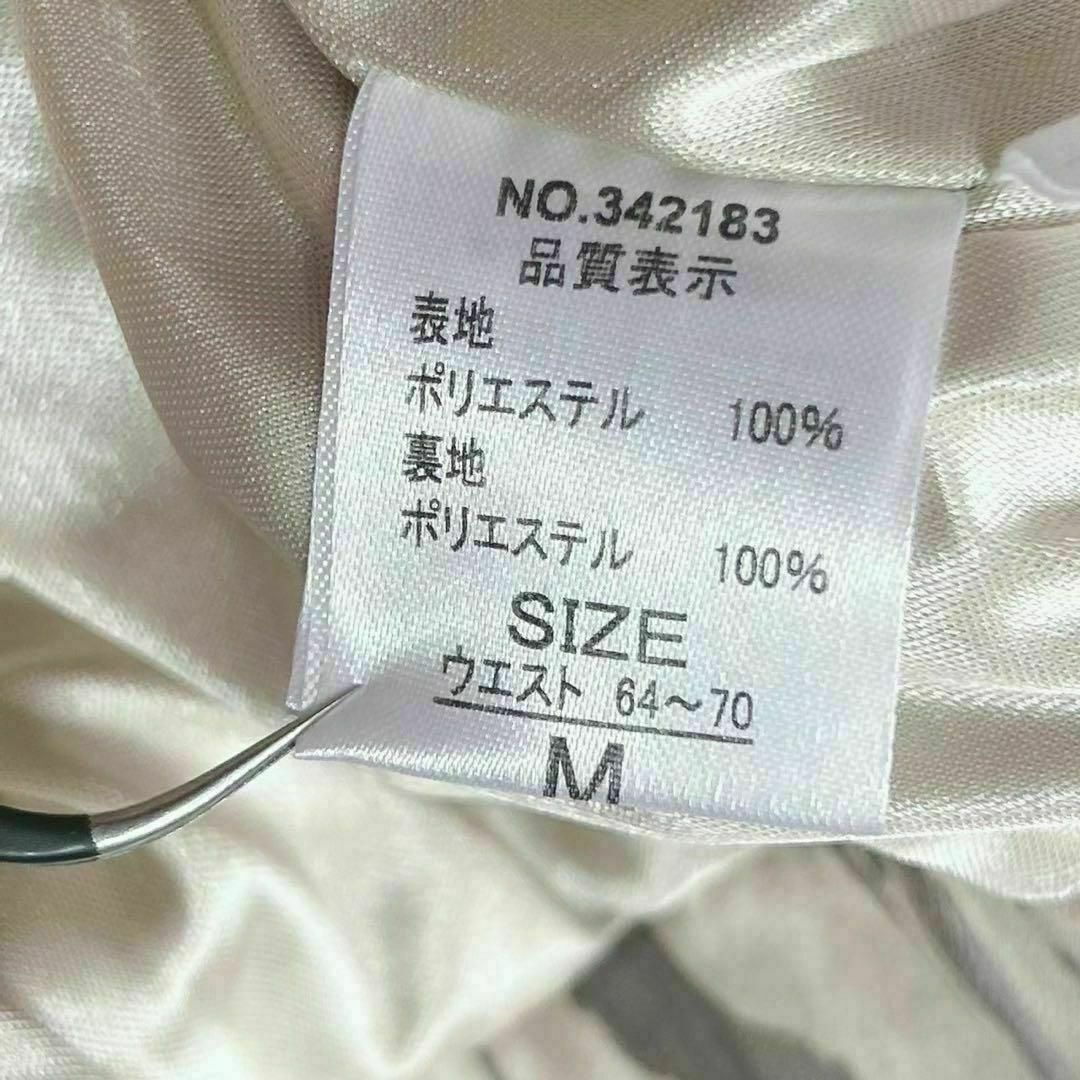 NO.342183
品質表示
表地
ポリエステル 100%
裏地
ポリエステル 100%
SIZE
ウエスト 64～70
M